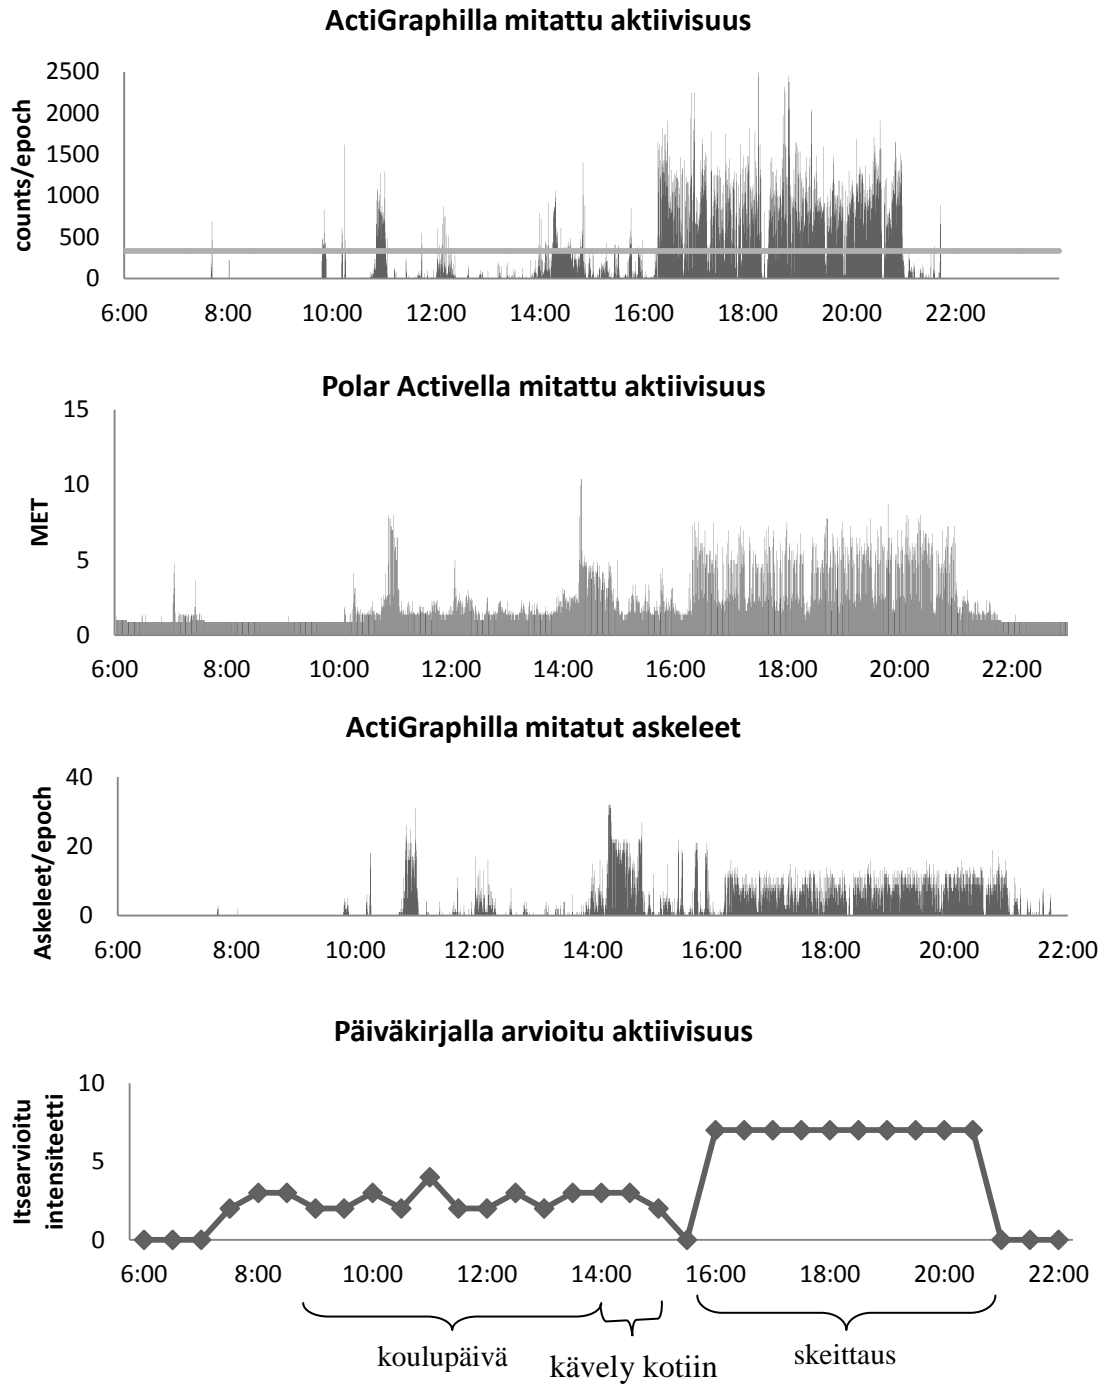 ActiGraphilla mitattu aktiivisuus
counts/epoch
2500
2000
1500
1000
500
0
6:00 8:00 10:00 12:00 14:00 16:00 18:00 20:00 22:00
Polar Activella mitattu aktiivisuus
MET
15
10
5
0
6:00 8:00 10:00 12:00 14:00 16:00 18:00 20:00 22:00
ActiGraphilla mitatut askeleet
Askeleet/epoch
40
20
0
6:00 8:00 10:00 12:00 14:00 16:00 18:00 20:00 22:00
Päiväkirjalla arvioitu aktiivisuus
Itsearvioitu
intensiteetti
10
5
0
6:00 8:00 10:00 12:00 14:00 16:00 18:00 20:00 22:00
koulupäivä kävely kotiin skeittaus